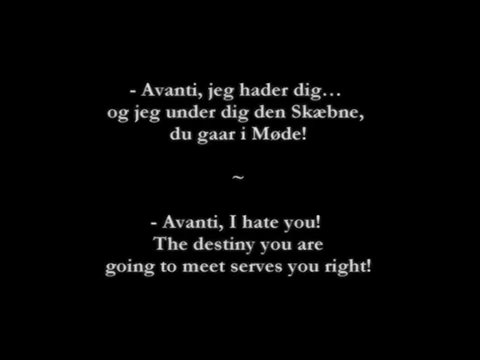 - Avanti, jeg hader dig...
og jeg under dig den Skæbne,
du gaar i Møde!
~
- Avanti, I hate you!
The destiny you are
going to meet serves you right!